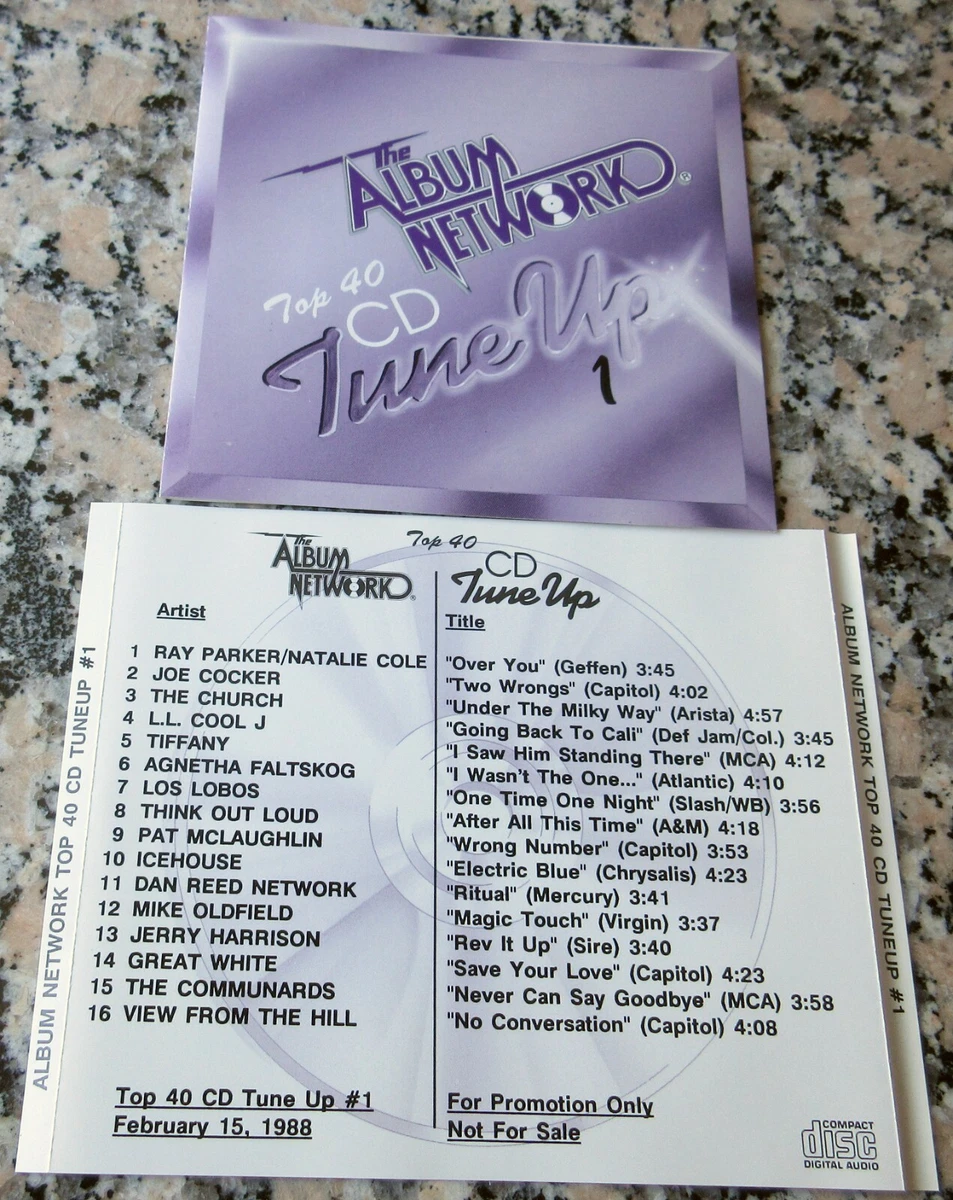 The
ALBUM
NETWORK®
Top 40
CD
Tune Up
1
The
ALBUM
NETWORK®
Top 40
CD
Tune Up
Artist
Title
1 RAY PARKER/NATALIE COLE "Over You" (Geffen) 3:45
2 JOE COCKER "Two Wrongs" (Capitol) 4:02
3 THE CHURCH "Under The Milky Way" (Arista) 4:57
4 L.L. COOL J "Going Back To Cali" (Def Jam/Col.) 3:45
5 TIFFANY "I Saw Him Standing There" (MCA) 4:12
6 AGNETHA FALTSKOG "I Wasn't The One..." (Atlantic) 4:10
7 LOS LOBOS "One Time One Night" (Slash/WB) 3:56
8 THINK OUT LOUD "After All This Time" (A&M) 4:18
9 PAT MCLAUGHLIN "Wrong Number" (Capitol) 3:53
10 ICEHOUSE "Electric Blue" (Chrysalis) 4:23
11 DAN REED NETWORK "Ritual" (Mercury) 3:41
12 MIKE OLDFIELD "Magic Touch" (Virgin) 3:37
13 JERRY HARRISON "Rev It Up" (Sire) 3:40
14 GREAT WHITE "Save Your Love" (Capitol) 4:23
15 THE COMMUNARDS "Never Can Say Goodbye" (MCA) 3:58
16 VIEW FROM THE HILL "No Conversation" (Capitol) 4:08
Top 40 CD Tune Up #1
February 15, 1988
For Promotion Only
Not For Sale
COMPACT
disc
DIGITAL AUDIO
ALBUM NETWORK TOP 40 CD TUNEUP #1
ALBUM NETWORK TOP 40 CD TUNEUP #1